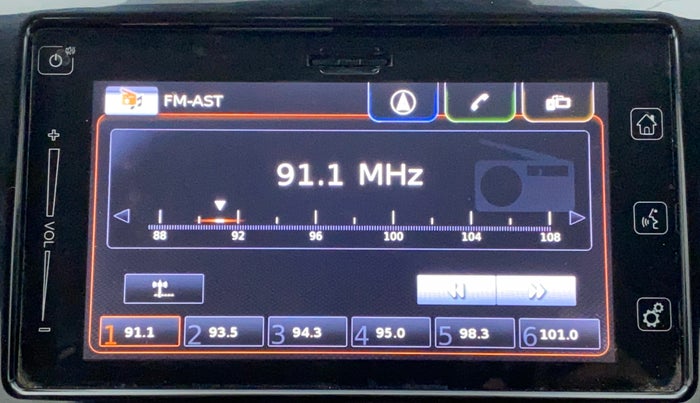 FM-AST
91.1 MHz
88 92 96 100 104 108
+ VOL -
1 91.1 2 93.5 3 94.3 4 95.0 5 98.3 6 101.0